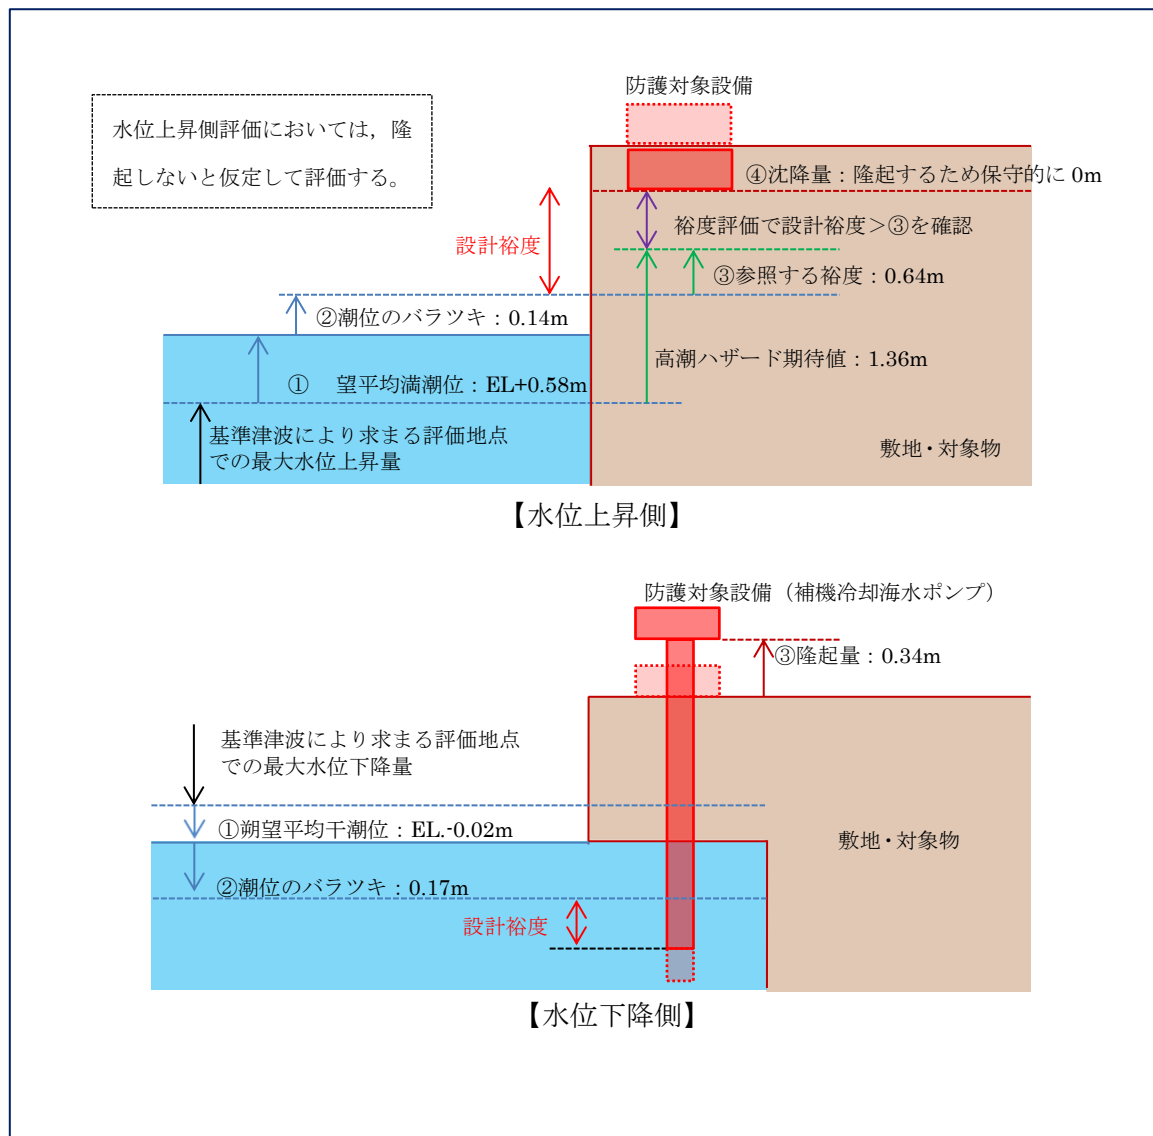 防護対象設備
水位上昇側評価においては，隆
起しないと仮定して評価する。
④沈降量：隆起するため保守的に 0m
設計裕度
裕度評価で設計裕度＞③を確認
③参照する裕度：0.64m
②潮位のバラツキ：0.14m
高潮ハザード期待値：1.36m
①　望平均満潮位：EL+0.58m
基準津波により求まる評価地点
での最大水位上昇量
敷地・対象物
【水位上昇側】
防護対象設備（補機冷却海水ポンプ）
③隆起量：0.34m
基準津波により求まる評価地点
での最大水位下降量
①朔望平均干潮位：EL.-0.02m
敷地・対象物
②潮位のバラツキ：0.17m
設計裕度
【水位下降側】